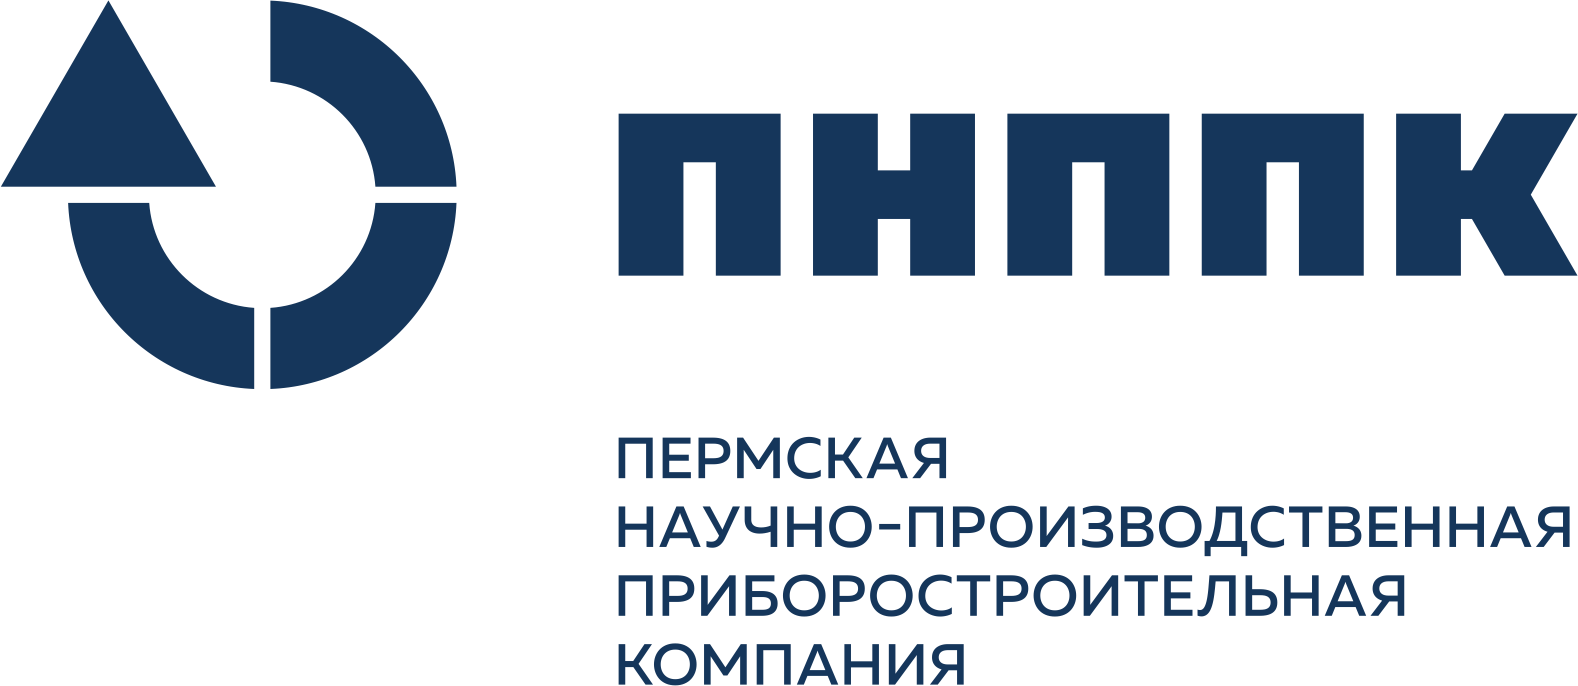 ПНППК
ПЕРМСКАЯ
НАУЧНО-ПРОИЗВОДСТВЕННАЯ
ПРИБОРОСТРОИТЕЛЬНАЯ
КОМПАНИЯ